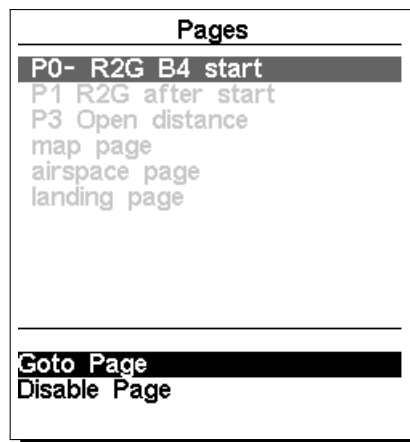 Pages
P0- R2G B4 start
P1 R2G after start
P3 Open distance
map page
airspace page
landing page
Goto Page
Disable Page